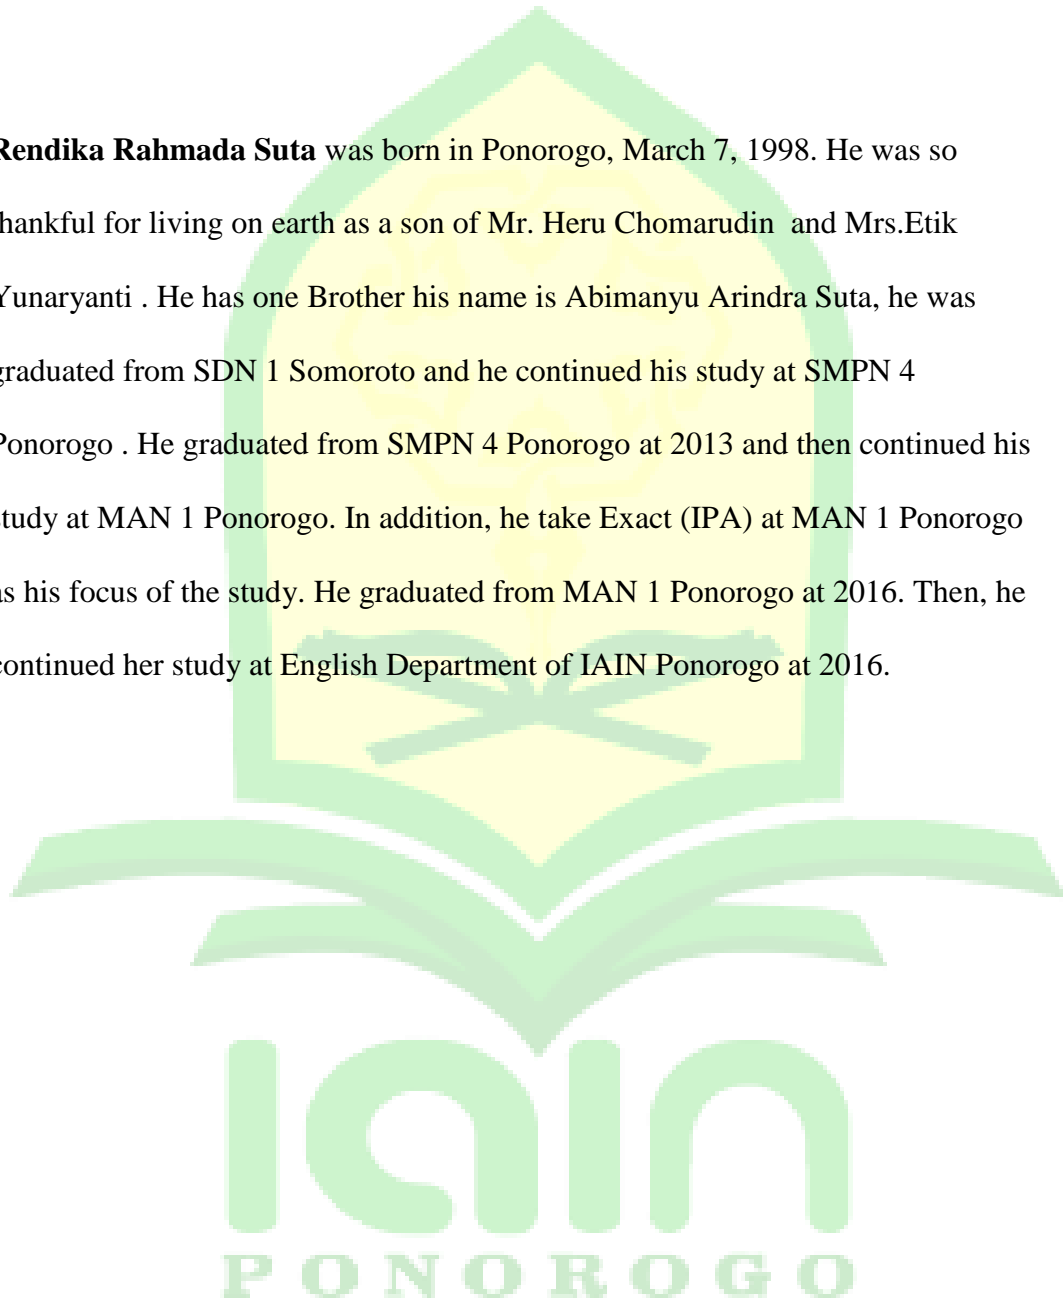 Rendika Rahmada Suta was born in Ponorogo, March 7, 1998. He was so
thankful for living on earth as a son of Mr. Heru Chomarudin  and Mrs.Etik
Yunaryanti . He has one Brother his name is Abimanyu Arindra Suta, he was
graduated from SDN 1 Somoroto and he continued his study at SMPN 4
Ponorogo . He graduated from SMPN 4 Ponorogo at 2013 and then continued his
study at MAN 1 Ponorogo. In addition, he take Exact (IPA) at MAN 1 Ponorogo
as his focus of the study. He graduated from MAN 1 Ponorogo at 2016. Then, he
continued her study at English Department of IAIN Ponorogo at 2016.
IAIN
PONOROGO